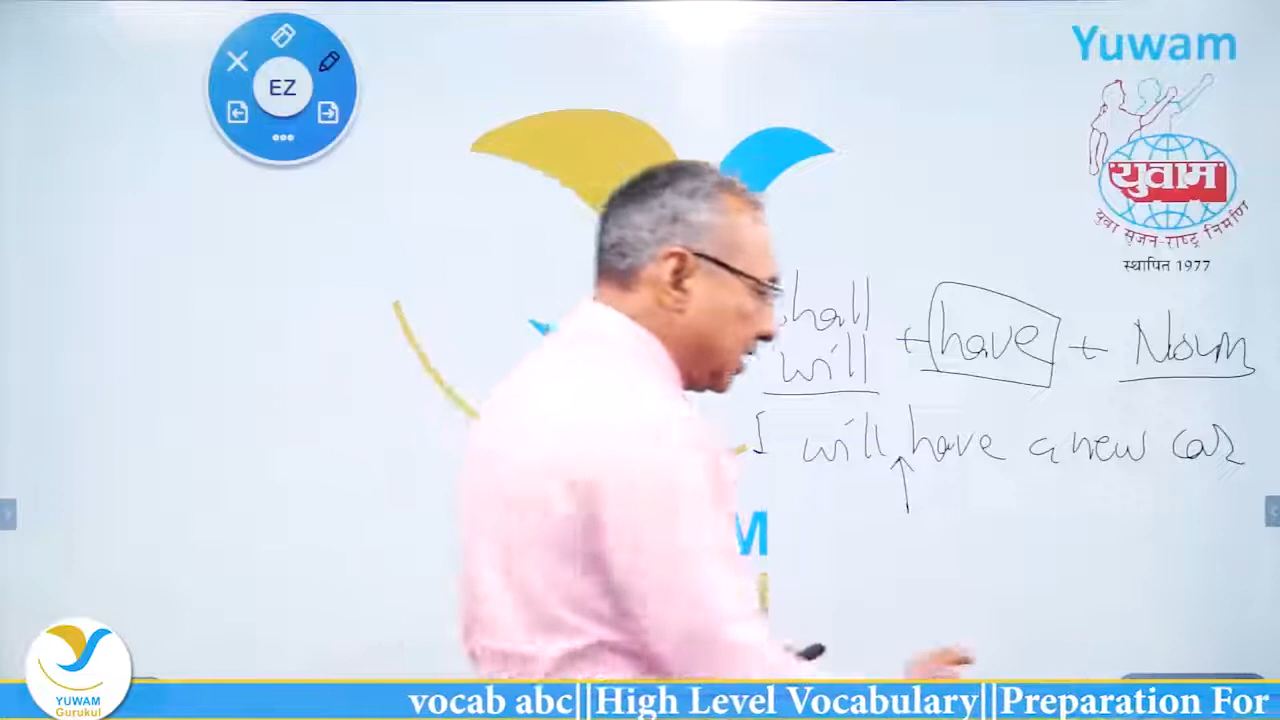 EZ
Yuwam
युवाम
युवा सृजन-राष्ट्र निर्माण
स्थापित 1977
hall
will + have + Noun
I will have a new car
M
YUWAM
Gurukul
vocab abc||High Level Vocabulary||Preparation For